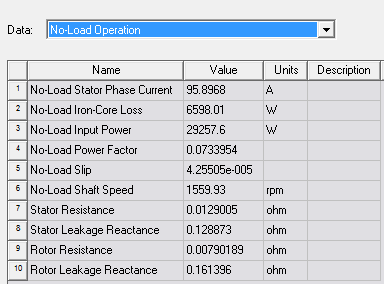 Data: No-Load Operation
Name Value Units Description
1 No-Load Stator Phase Current 95.8968 A
2 No-Load Iron-Core Loss 6598.01 W
3 No-Load Input Power 29257.6 W
4 No-Load Power Factor 0.0733954
5 No-Load Slip 4.25505e-005
6 No-Load Shaft Speed 1559.93 rpm
7 Stator Resistance 0.0129005 ohm
8 Stator Leakage Reactance 0.128873 ohm
9 Rotor Resistance 0.00790189 ohm
10 Rotor Leakage Reactance 0.161396 ohm